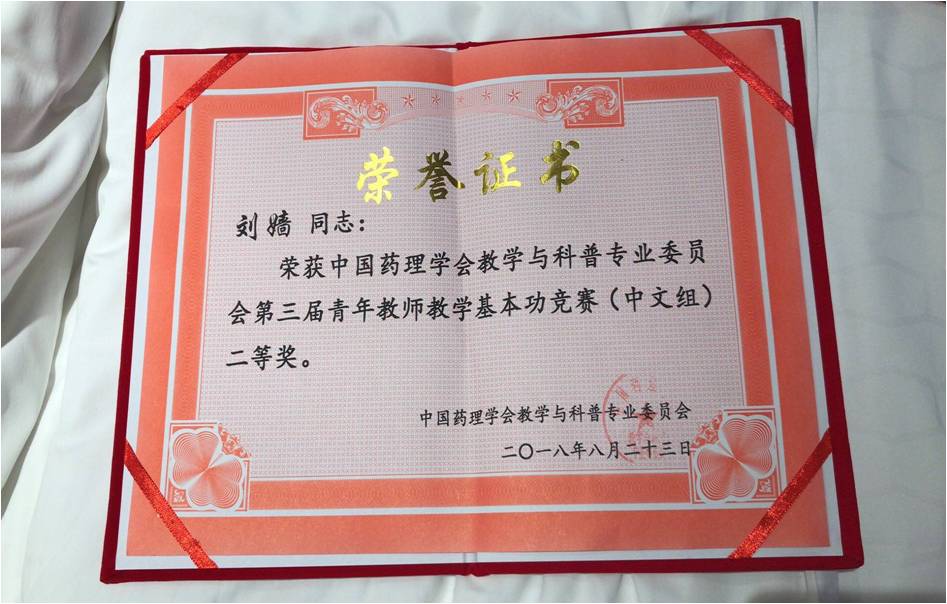 荣誉证书
刘嫱 同志：
荣获中国药理学会教学与科普专业委员
会第三届青年教师教学基本功竞赛（中文组）
二等奖。
中国药理学会教学与科普专业委员会
二〇一八年八月二十三日